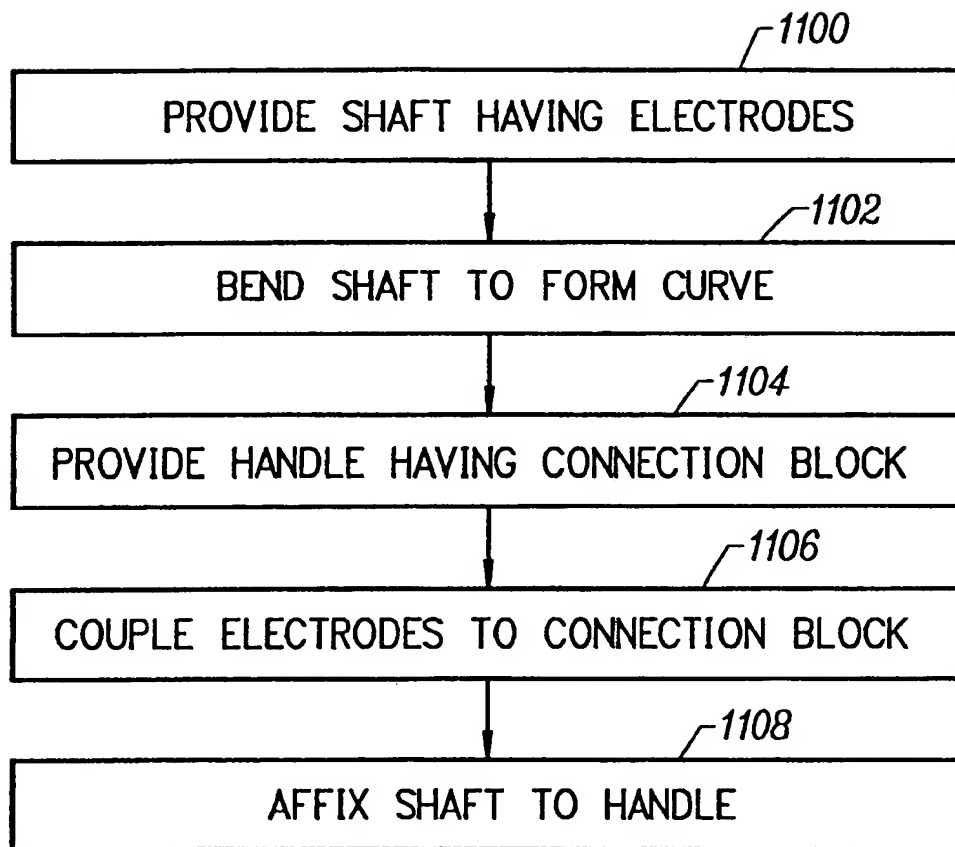 1100
PROVIDE SHAFT HAVING ELECTRODES
1102
BEND SHAFT TO FORM CURVE
1104
PROVIDE HANDLE HAVING CONNECTION BLOCK
1106
COUPLE ELECTRODES TO CONNECTION BLOCK
1108
AFFIX SHAFT TO HANDLE